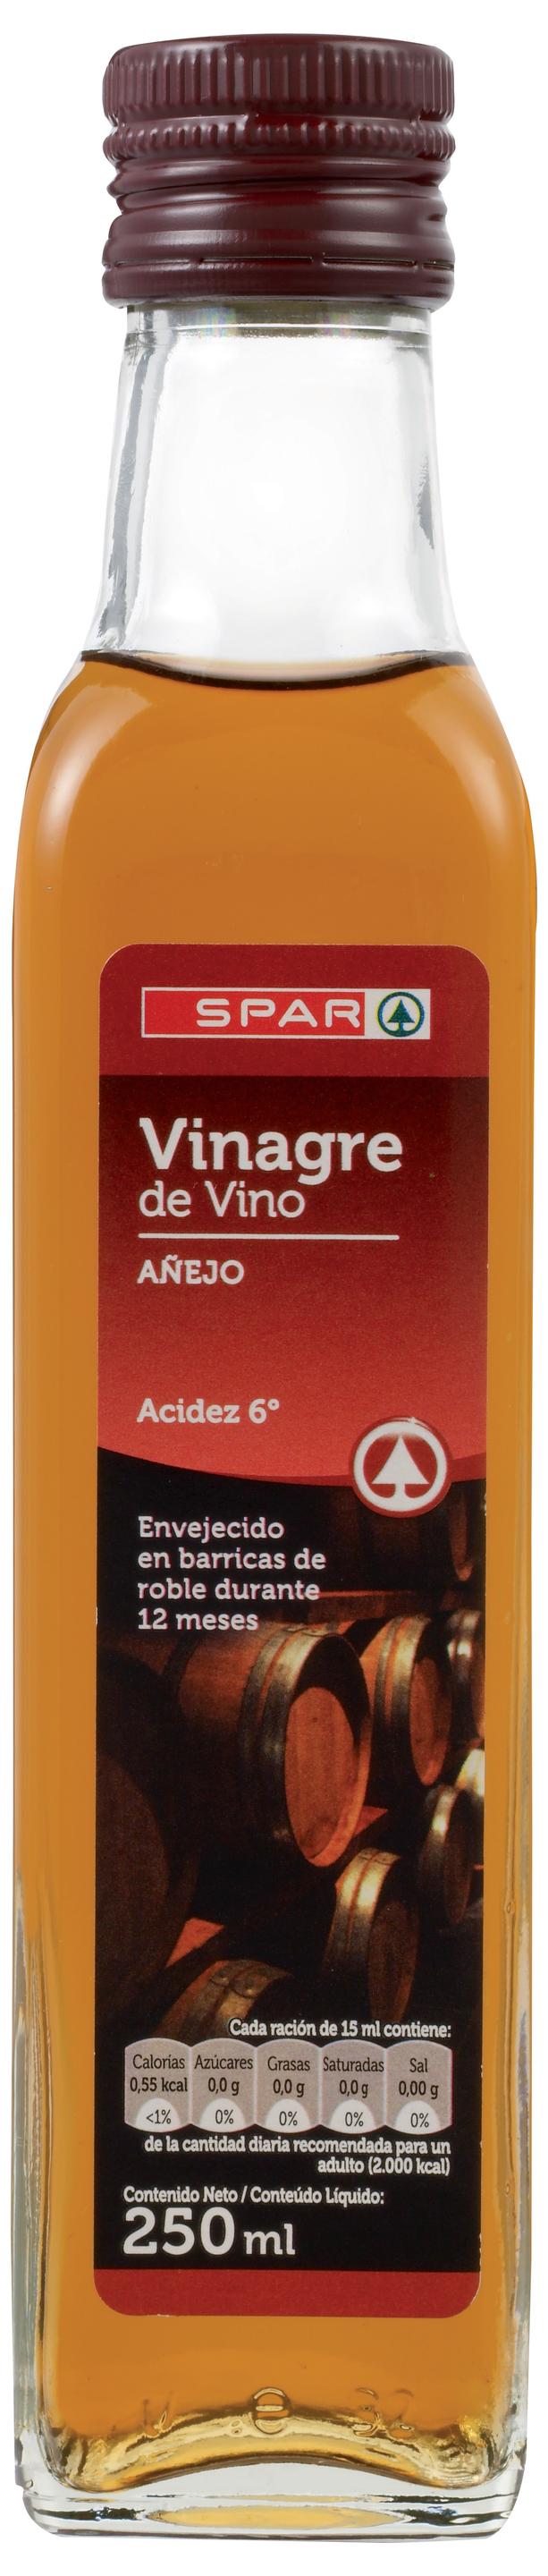 SPAR
Vinagre
de Vino
AÑEJO
Acidez 6°
Envejecido
en barricas de
roble durante
12 meses
Cada ración de 15 ml contiene:
Calorías Azúcares Grasas Saturadas Sal
0,55 kcal 0,0 g 0,0 g 0,0 g 0,00 g
<1% 0% 0% 0% 0%
de la cantidad diaria recomendada para un
adulto (2.000 kcal)
Contenido Neto / Conteúdo Líquido:
250 ml